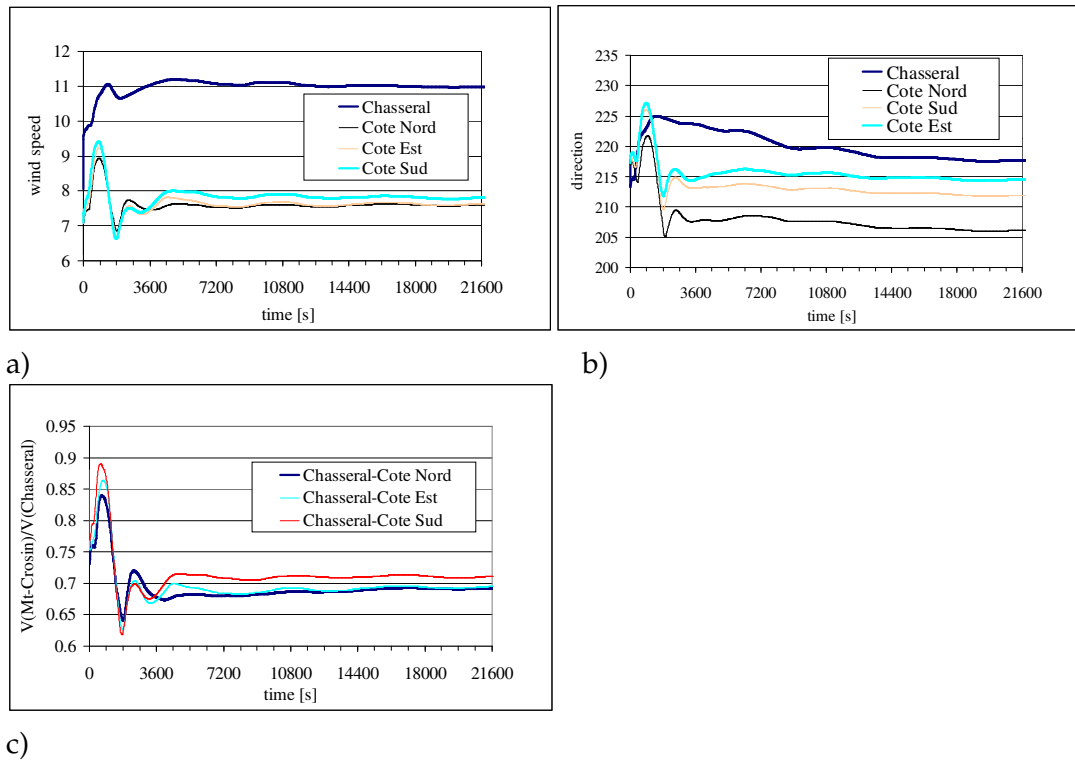 12
11
10
9
8
7
6
wind speed
Chasseral
Cote Nord
Cote Est
Cote Sud
0 3600 7200 10800 14400 18000 21600
time [s]
a)
235
230
225
220
215
210
205
200
direction
Chasseral
Cote Nord
Cote Sud
Cote Est
0 3600 7200 10800 14400 18000 21600
time [s]
b)
0.95
0.9
0.85
0.8
0.75
0.7
0.65
0.6
V(Mt-Crosin)/V(Chasseral)
Chasseral-Cote Nord
Chasseral-Cote Est
Chasseral-Cote Sud
0 3600 7200 10800 14400 18000 21600
time [s]
c)